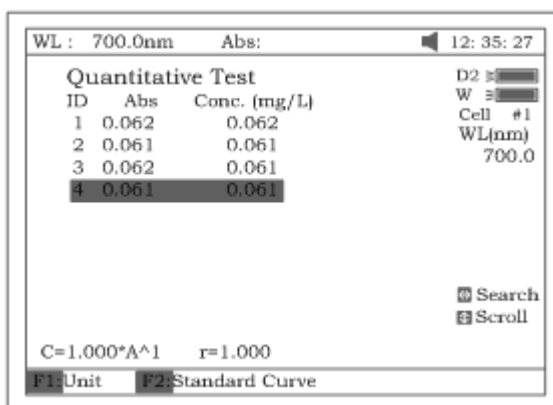 WL : 700.0nm Abs: 12: 35: 27
Quantitative Test
ID Abs Conc. (mg/L)
1 0.062 0.062
2 0.061 0.061
3 0.062 0.061
4 0.061 0.061
D2
W
Cell #1
WL(nm)
700.0
Search
Scroll
C=1.000*A^1 r=1.000
F1:Unit F2:Standard Curve